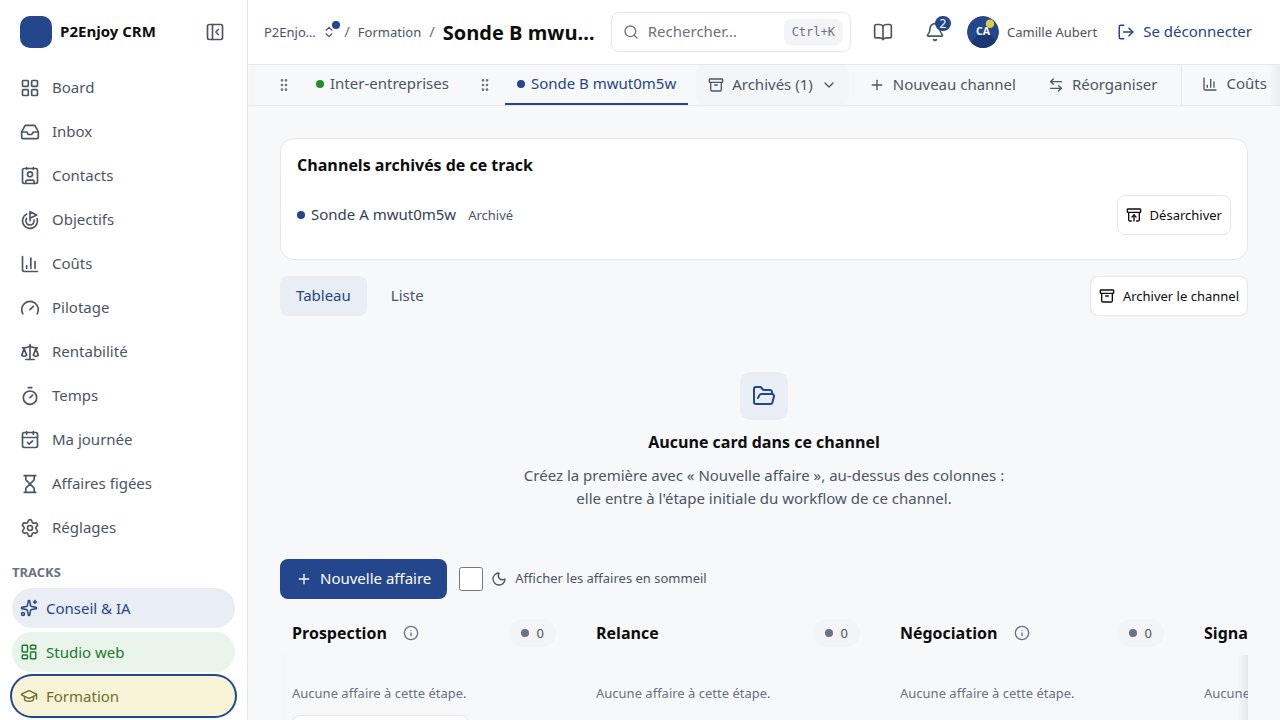 P2Enjoy CRM
P2Enjo... / Formation / Sonde B mwu...
Rechercher... Ctrl+K
2
CA
Camille Aubert
Se déconnecter
Board
Inbox
Contacts
Objectifs
Coûts
Pilotage
Rentabilité
Temps
Ma journée
Affaires figées
Réglages
TRACKS
Conseil & IA
Studio web
Formation
Inter-entreprises
Sonde B mwut0m5w
Archivés (1)
Nouveau channel
Réorganiser
Coûts
Channels archivés de ce track
Sonde A mwut0m5w Archivé
Désarchiver
Tableau
Liste
Archiver le channel
Aucune card dans ce channel
Créez la première avec « Nouvelle affaire », au-dessus des colonnes :
elle entre à l'étape initiale du workflow de ce channel.
Nouvelle affaire
Afficher les affaires en sommeil
Prospection 0
Relance 0
Négociation 0
Signa
Aucune affaire à cette étape.
Aucune affaire à cette étape.
Aucune affaire à cette étape.
Aucune